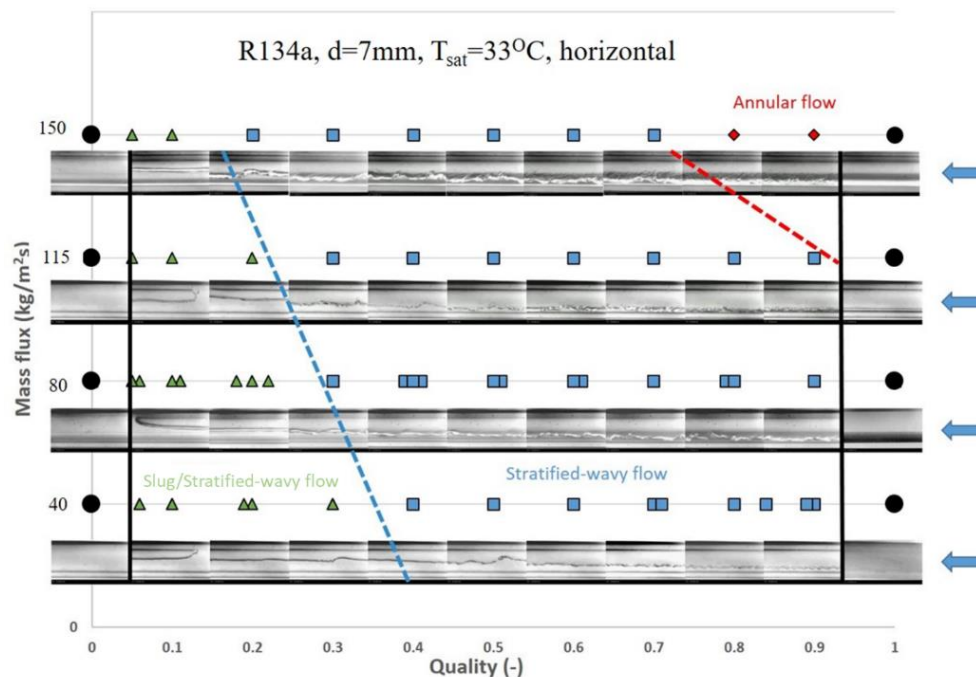 R134a, d=7mm, Tsat=33OC, horizontal
Annular flow
150
115
80
Slug/Stratified-wavy flow
Stratified-wavy flow
40
0
Mass flux (kg/m²s)
0 0.1 0.2 0.3 0.4 0.5 0.6 0.7 0.8 0.9 1
Quality (-)